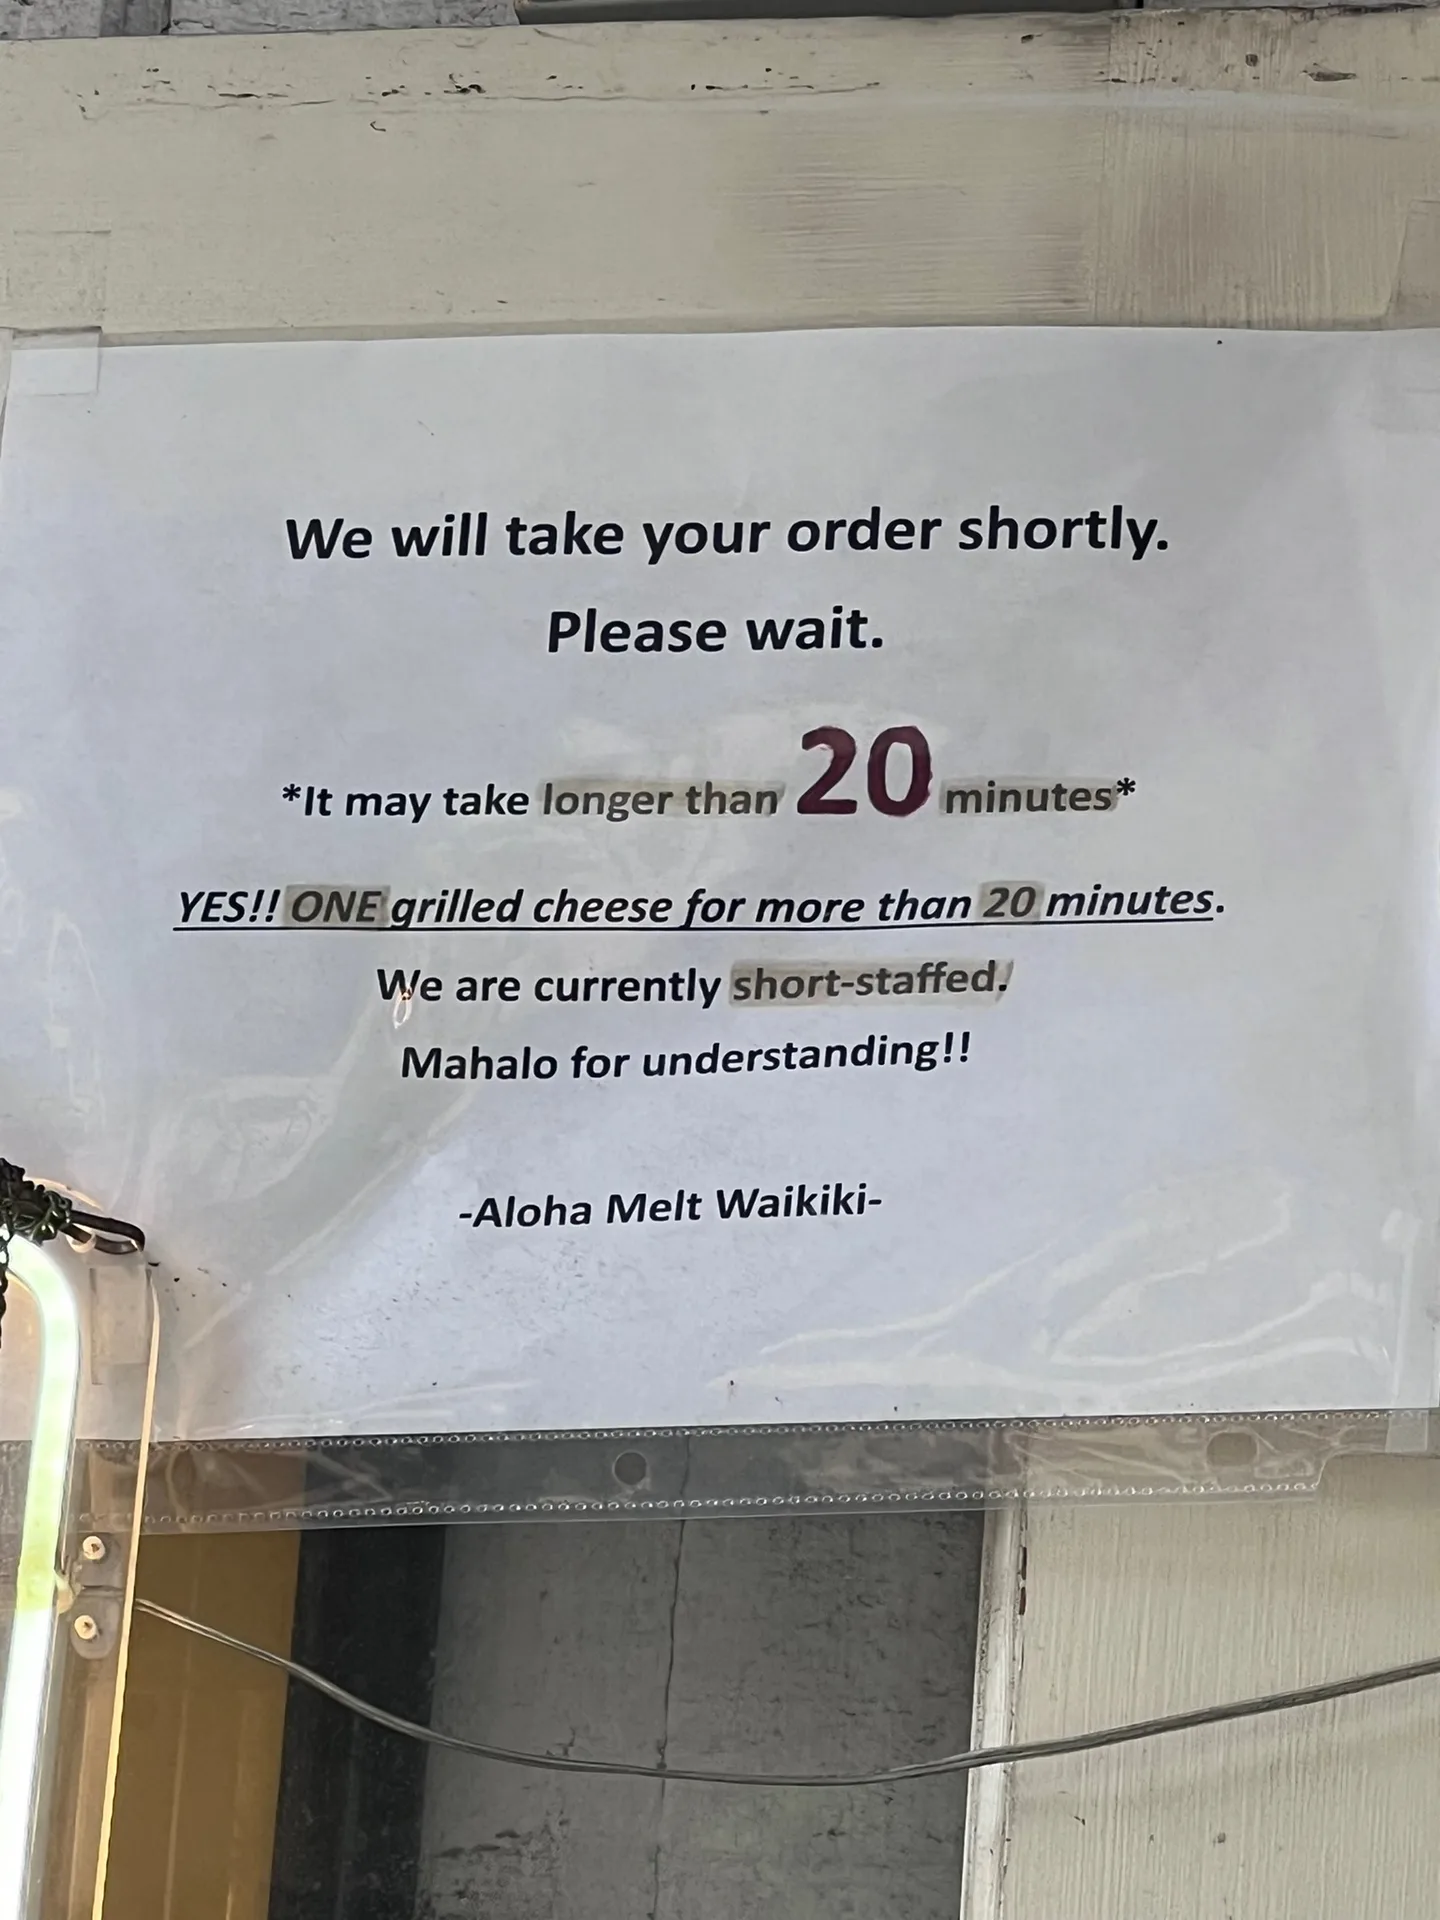 We will take your order shortly.
Please wait.
*It may take longer than 20 minutes*
YES!! ONE grilled cheese for more than 20 minutes.
We are currently short-staffed.
Mahalo for understanding!!
-Aloha Melt Waikiki-